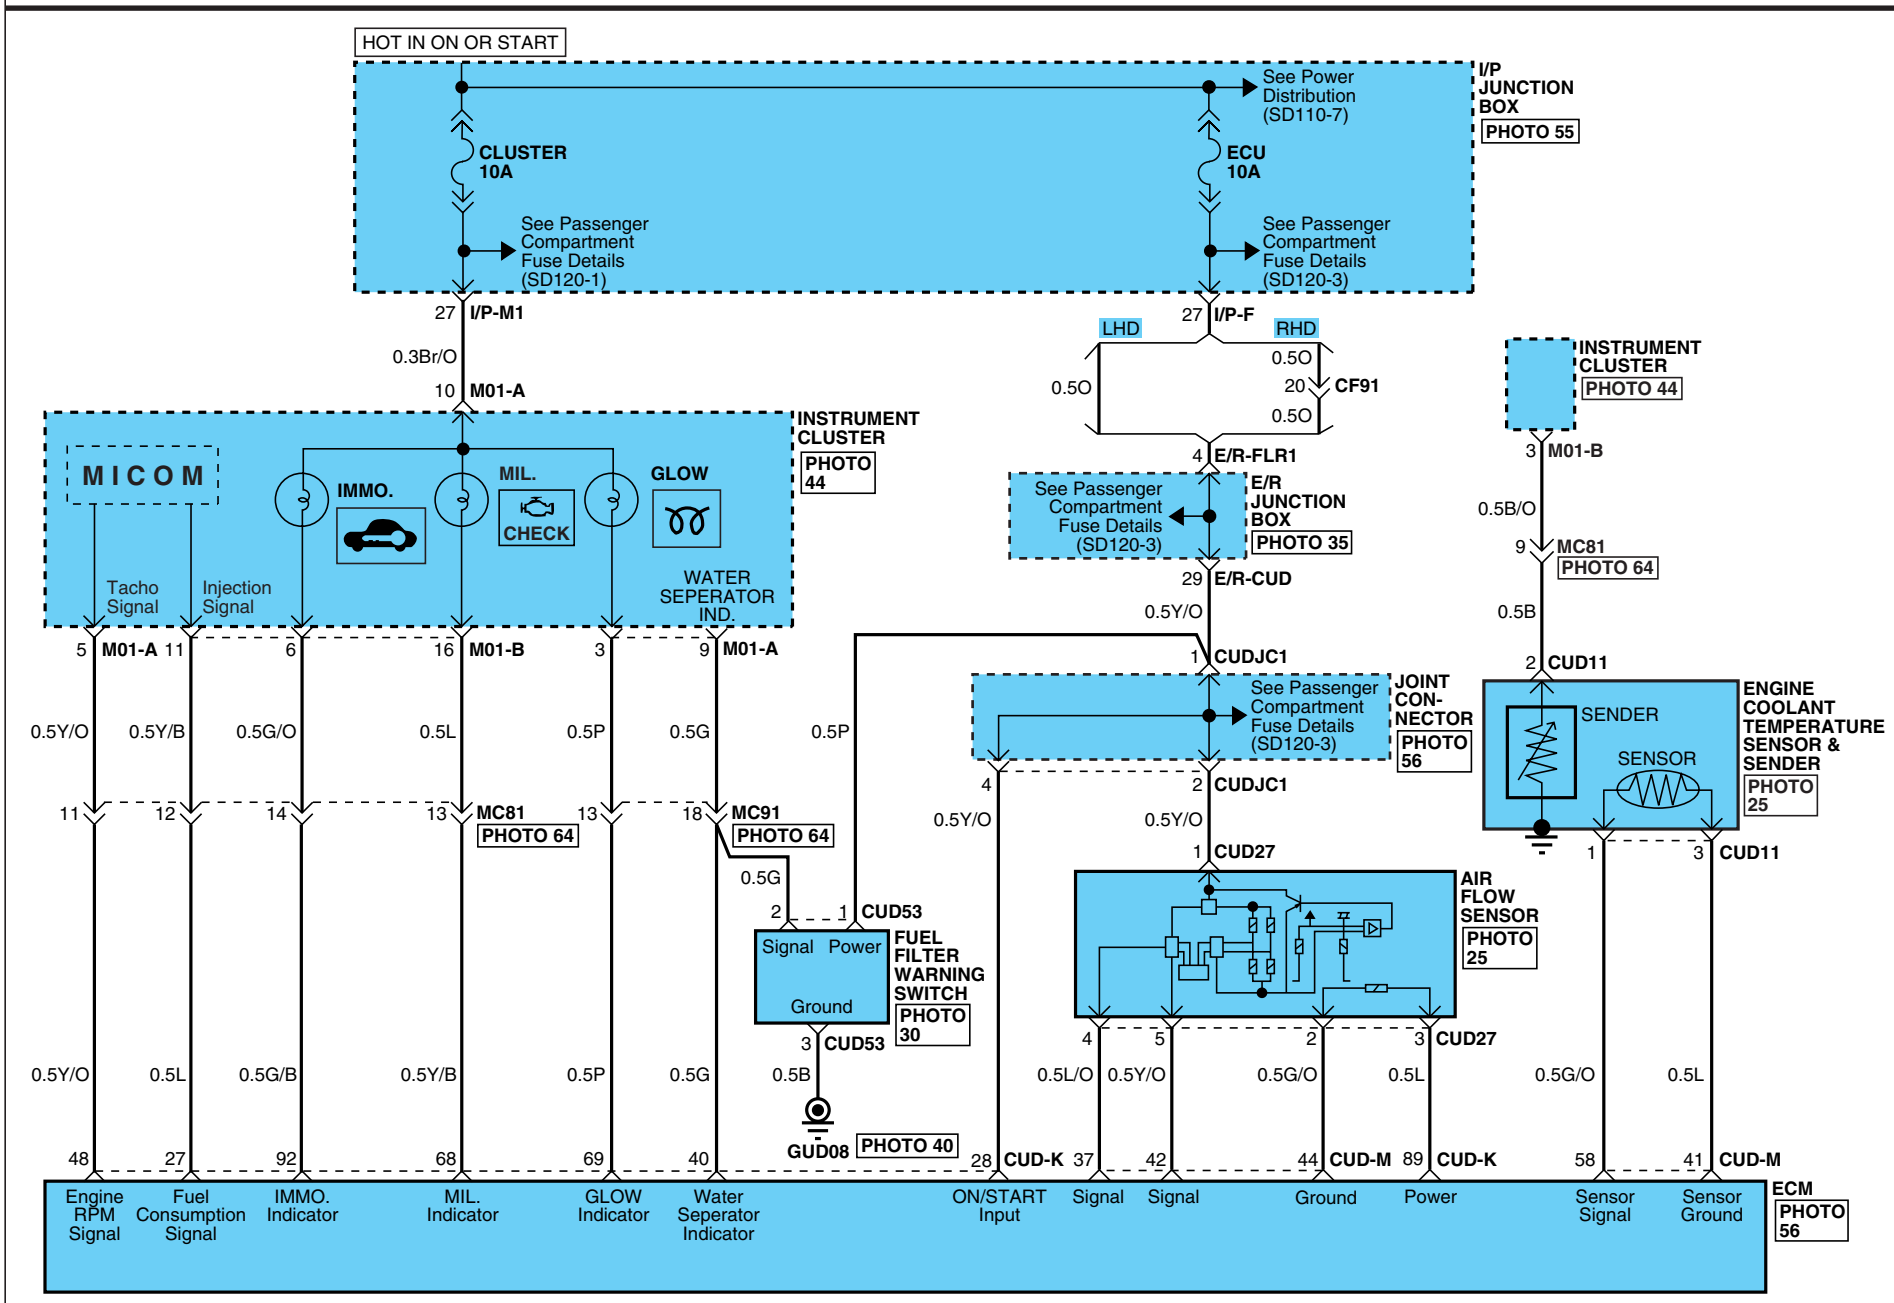 HOT IN ON OR START
See Power
Distribution
(SD110-7)
I/P
JUNCTION
BOX
PHOTO 55
CLUSTER
10A
ECU
10A
See Passenger
Compartment
Fuse Details
(SD120-1)
See Passenger
Compartment
Fuse Details
(SD120-3)
27 I/P-M1
27 I/P-F
LHD
RHD
0.3Br/O
0.5O
0.5O
20 CF91
0.5O
10 M01-A
4 E/R-FLR1
INSTRUMENT
CLUSTER
PHOTO 44
3 M01-B
0.5B/O
9 MC81
PHOTO 64
0.5B
2 CUD11
INSTRUMENT
CLUSTER
PHOTO
44
MICOM
IMMO.
MIL.
CHECK
GLOW
Tacho
Signal
Injection
Signal
WATER
SEPERATOR
IND.
See Passenger
Compartment
Fuse Details
(SD120-3)
E/R
JUNCTION
BOX
PHOTO 35
29 E/R-CUD
0.5Y/O
5 M01-A 11 6 16 M01-B 3 9 M01-A
1 CUDJC1
See Passenger
Compartment
Fuse Details
(SD120-3)
JOINT
CON-
NECTOR
PHOTO
56
SENDER
SENSOR
ENGINE
COOLANT
TEMPERATURE
SENSOR &
SENDER
PHOTO
25
0.5Y/O 0.5Y/B 0.5G/O 0.5L 0.5P 0.5G 0.5P
4 2 CUDJC1
11 12 14 13 MC81 13 18 MC91
PHOTO 64
PHOTO 64
0.5Y/O 0.5Y/O
1 CUD27
1 3 CUD11
0.5G
2 1 CUD53
Signal Power
Ground
FUEL
FILTER
WARNING
SWITCH
PHOTO
30
AIR
FLOW
SENSOR
PHOTO
25
3 CUD53
4 5 2 3 CUD27
0.5Y/O 0.5L 0.5G/B 0.5Y/B 0.5P 0.5G 0.5B 0.5L/O 0.5Y/O 0.5G/O 0.5L 0.5G/O 0.5L
GUD08 PHOTO 40
48 27 92 68 69 40 28 CUD-K 37 42 44 CUD-M 89 CUD-K 58 41 CUD-M
Engine
RPM
Signal
Fuel
Consumption
Signal
IMMO.
Indicator
MIL.
Indicator
GLOW
Indicator
Water
Seperator
Indicator
ON/START
Input
Signal
Signal
Ground
Power
Sensor
Signal
Sensor
Ground
ECM
PHOTO
56